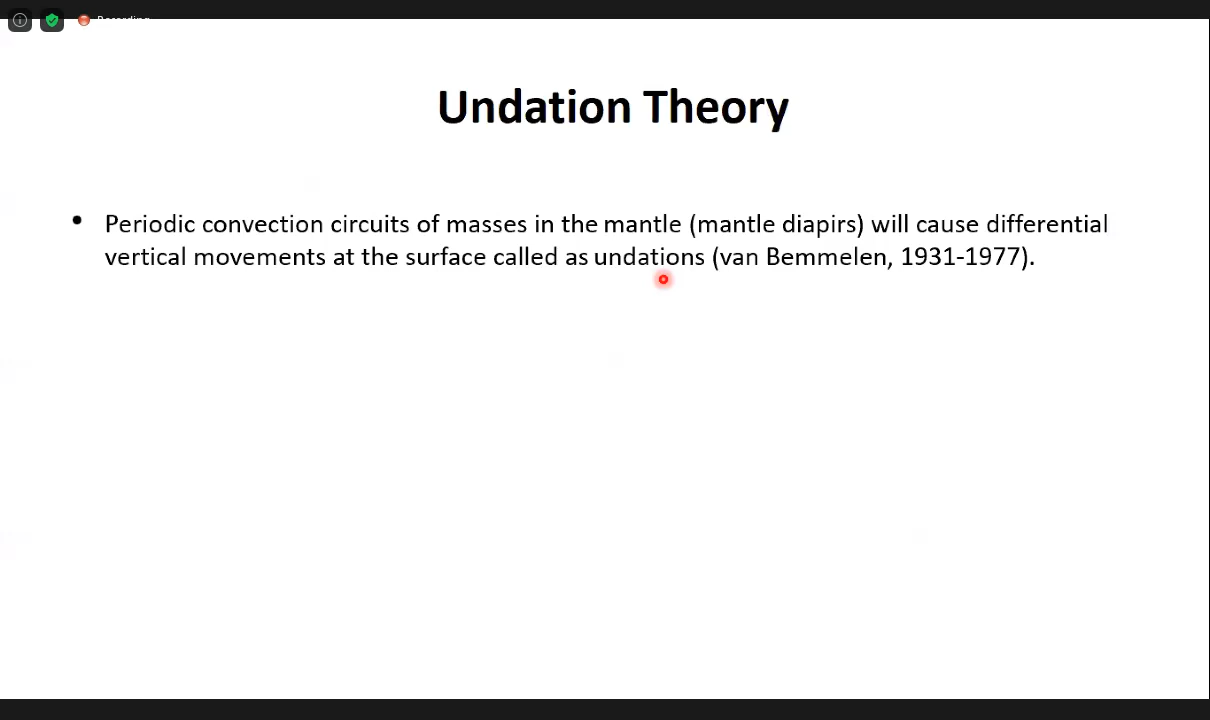 Recording
Undation Theory
• Periodic convection circuits of masses in the mantle (mantle diapirs) will cause differential
vertical movements at the surface called as undations (van Bemmelen, 1931-1977).